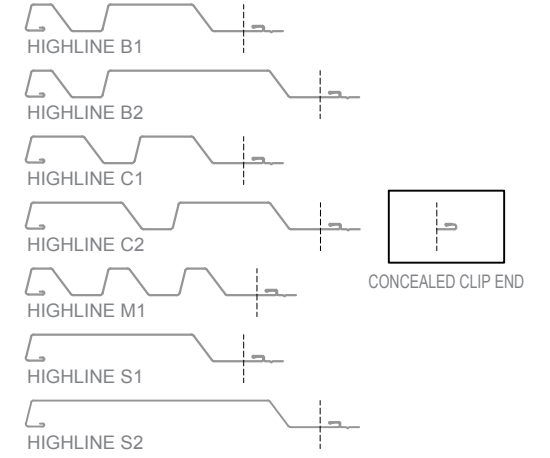 HIGHLINE B1
HIGHLINE B2
HIGHLINE C1
HIGHLINE C2
CONCEALED CLIP END
HIGHLINE M1
HIGHLINE S1
HIGHLINE S2